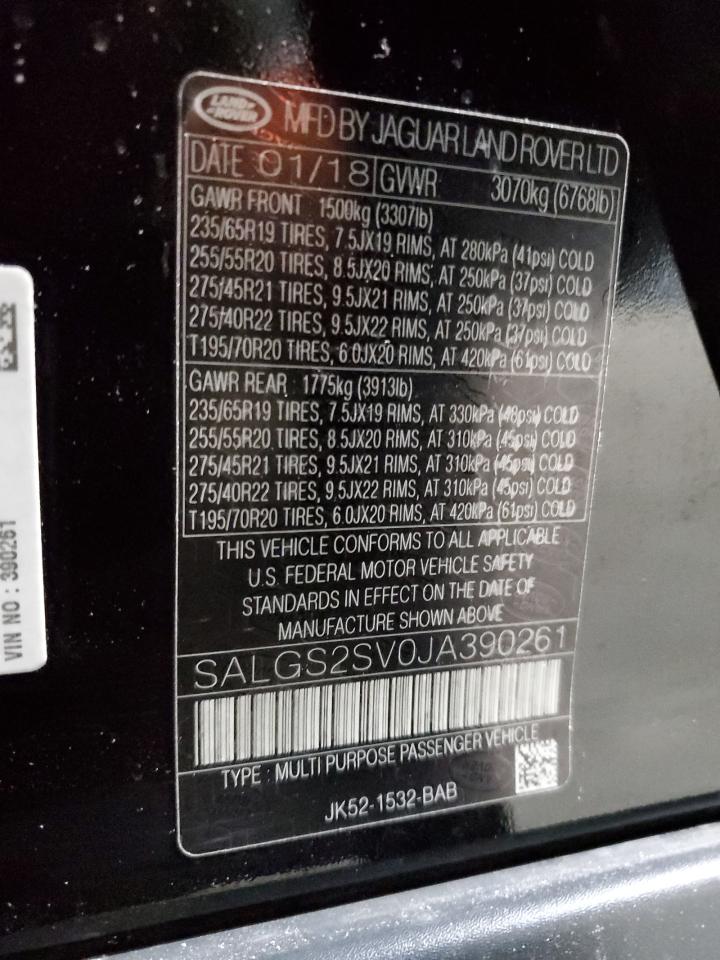 LAND ROVER
MFD BY JAGUAR LAND ROVER LTD
DATE 01/18 GVWR 3070kg (6768lb)
GAWR FRONT 1500kg (3307lb)
235/65R19 TIRES, 7.5JX19 RIMS, AT 280kPa (41psi) COLD
255/55R20 TIRES, 8.5JX20 RIMS, AT 250kPa (37psi) COLD
275/45R21 TIRES, 9.5JX21 RIMS, AT 250kPa (37psi) COLD
275/40R22 TIRES, 9.5JX22 RIMS, AT 250kPa (37psi) COLD
T195/70R20 TIRES, 6.0JX20 RIMS, AT 420kPa (61psi) COLD
GAWR REAR 1775kg (3913lb)
235/65R19 TIRES, 7.5JX19 RIMS, AT 330kPa (48psi) COLD
255/55R20 TIRES, 8.5JX20 RIMS, AT 310kPa (45psi) COLD
275/45R21 TIRES, 9.5JX21 RIMS, AT 310kPa (45psi) COLD
275/40R22 TIRES, 9.5JX22 RIMS, AT 310kPa (45psi) COLD
T195/70R20 TIRES, 6.0JX20 RIMS, AT 420kPa (61psi) COLD
THIS VEHICLE CONFORMS TO ALL APPLICABLE
U.S. FEDERAL MOTOR VEHICLE SAFETY
STANDARDS IN EFFECT ON THE DATE OF
MANUFACTURE SHOWN ABOVE
SALGS2SV0JA390261
TYPE : MULTI PURPOSE PASSENGER VEHICLE
JK52-1532-BAB
VIN NO : 390261